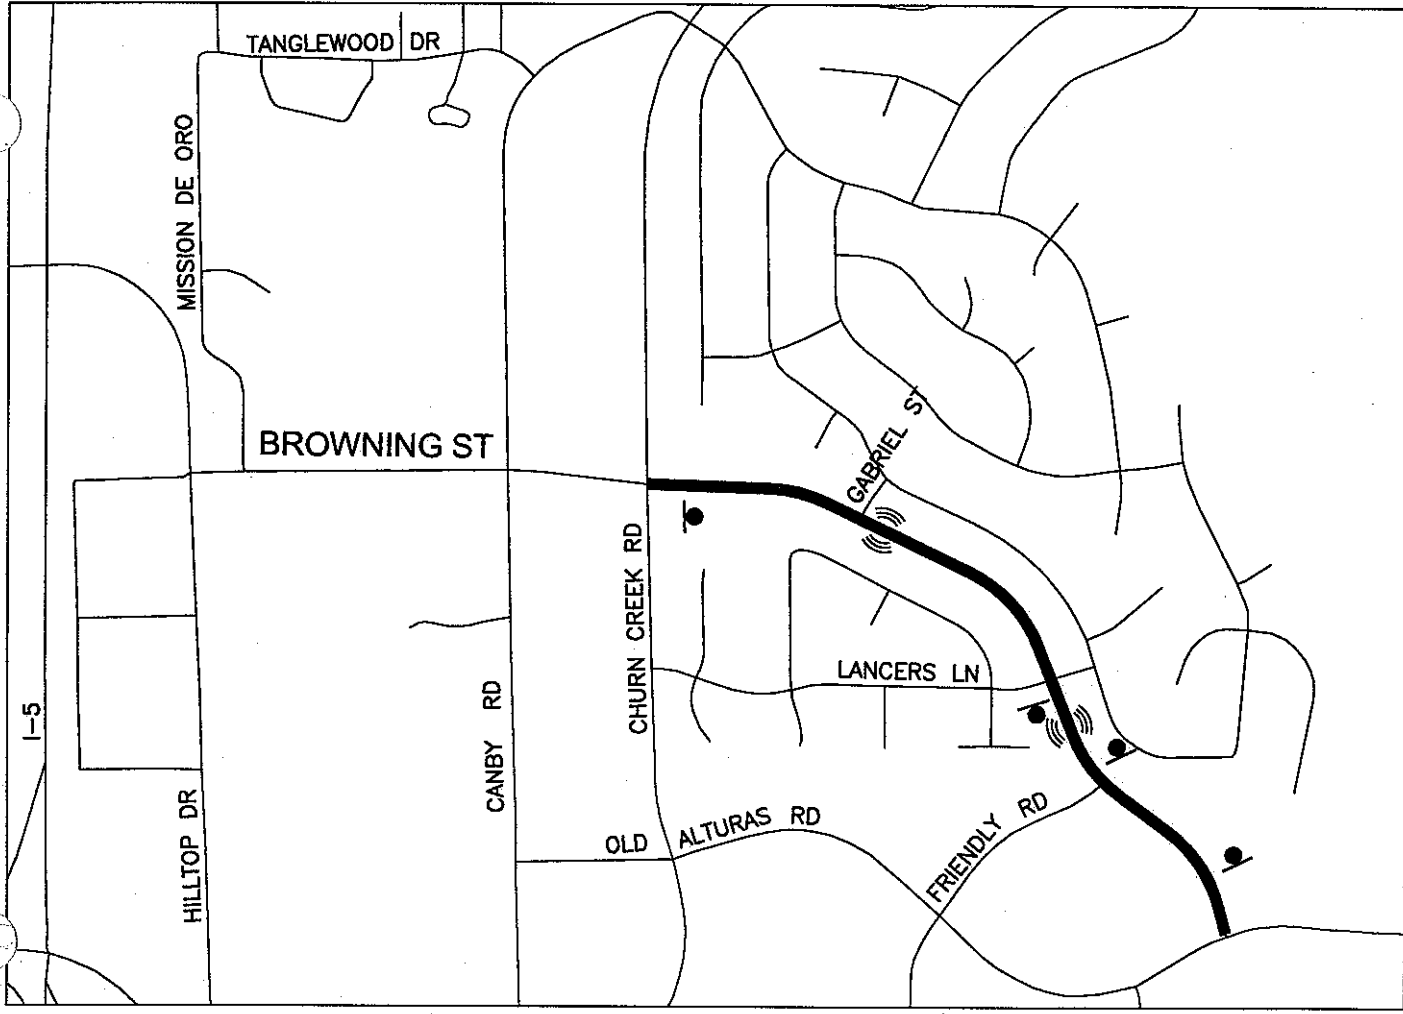 TANGLEWOOD DR
MISSION DE ORO
BROWNING ST
GABRIEL ST
CHURN CREEK RD
LANCERS LN
I-5
CANBY RD
HILLTOP DR
OLD ALTURAS RD
FRIENDLY RD